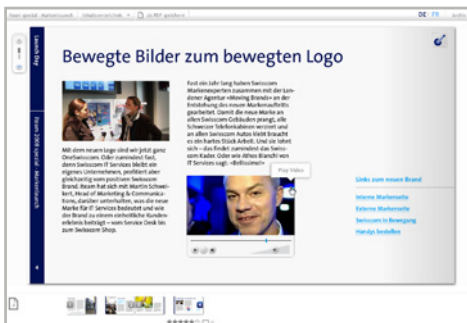 DE FR
Launch Day
Bewegte Bilder zum bewegten Logo
Mit dem neuen Logo sind wir jetzt ganz
OneSwisscom. Oder zumindest fast,
denn Swisscom IT Services bleibt ein
eigenes Unternehmen, profitiert aber
gleichzeitig vom positiven Swisscom
Brand. Iteam hat sich mit Martin Schwei-
kert, Head of Marketing & Communica-
tions, darüber unterhalten, was die neue
Marke für IT Services bedeutet und wie
der Brand zu einem einheitliche Kunden-
erlebnis beiträgt – vom Service Desk bis
zum Swisscom Shop.
Fast ein Jahr lang haben Swisscom
Markenexperten zusammen mit der Lon-
doner Agentur «Moving Brands» an der
Entstehung des neuen Markenauftritts
gearbeitet. Damit die neue Marke an
allen Swisscom Gebäuden prangt, alle
Schweizer Telefonkabinen verziert und
an allen Swisscom Autos klebt braucht
es ein hartes Stück Arbeit. Und sie lohnt
sich – das findet zumindest das Swiss-
com Kader. Oder wie Athos Bianchi von
IT Services sagt. «Bellissimo!»
Play Video
Links zum neuen Brand
Interne Markenseite
Externe Markenseite
Swisscom in Bewegung
Handys bestellen